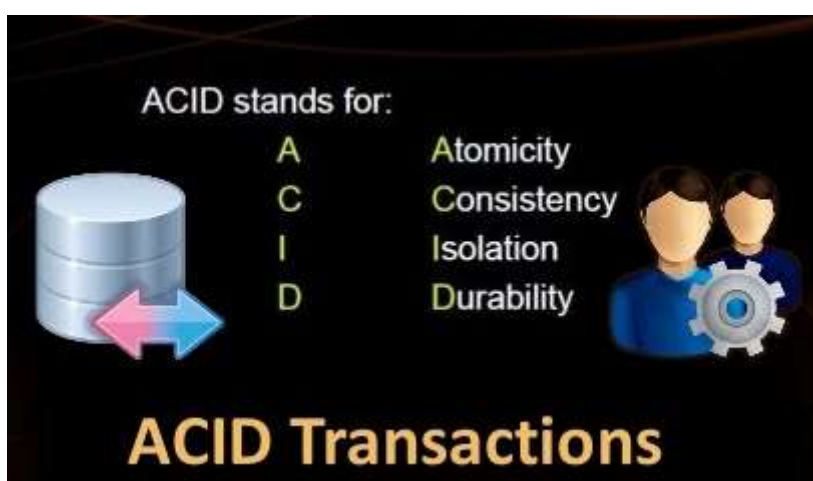 ACID stands for:
A Atomicity
C Consistency
I Isolation
D Durability
ACID Transactions